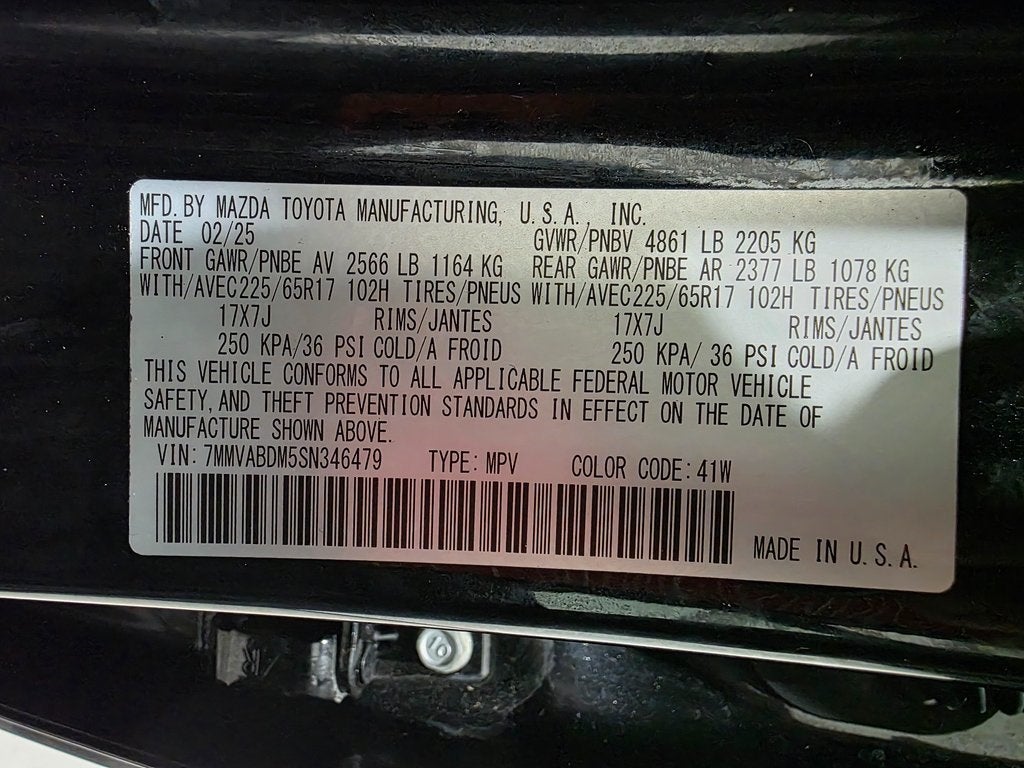 MFD. BY MAZDA TOYOTA MANUFACTURING, U.S.A., INC.
DATE 02/25 GVWR/PNBV 4861 LB 2205 KG
FRONT GAWR/PNBE AV 2566 LB 1164 KG REAR GAWR/PNBE AR 2377 LB 1078 KG
WITH/AVEC225/65R17 102H TIRES/PNEUS WITH/AVEC225/65R17 102H TIRES/PNEUS
17X7J RIMS/JANTES 17X7J RIMS/JANTES
250 KPA/36 PSI COLD/A FROID 250 KPA/ 36 PSI COLD/A FROID
THIS VEHICLE CONFORMS TO ALL APPLICABLE FEDERAL MOTOR VEHICLE
SAFETY, AND THEFT PREVENTION STANDARDS IN EFFECT ON THE DATE OF
MANUFACTURE SHOWN ABOVE.
VIN: 7MMVABDM5SN346479 TYPE: MPV COLOR CODE: 41W
MADE IN U.S.A.
10